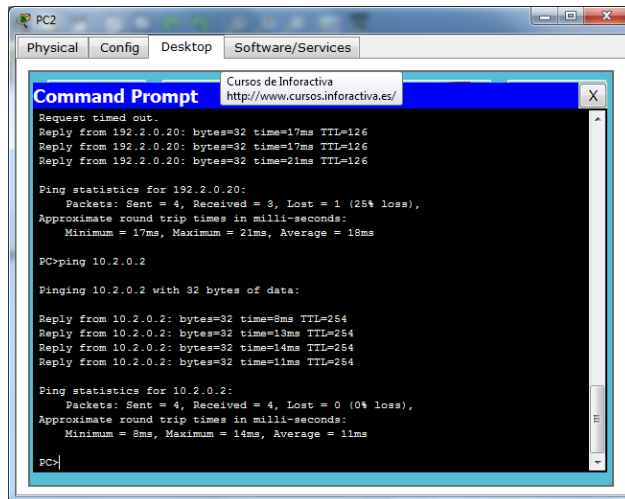 PC2
Physical Config Desktop Software/Services
Cursos de Inforactiva
http://www.cursos.inforactiva.es/
Command Prompt X
Request timed out.
Reply from 192.2.0.20: bytes=32 time=17ms TTL=126
Reply from 192.2.0.20: bytes=32 time=17ms TTL=126
Reply from 192.2.0.20: bytes=32 time=21ms TTL=126
Ping statistics for 192.2.0.20:
Packets: Sent = 4, Received = 3, Lost = 1 (25% loss),
Approximate round trip times in milli-seconds:
Minimum = 17ms, Maximum = 21ms, Average = 18ms
PC>ping 10.2.0.2
Pinging 10.2.0.2 with 32 bytes of data:
Reply from 10.2.0.2: bytes=32 time=8ms TTL=254
Reply from 10.2.0.2: bytes=32 time=13ms TTL=254
Reply from 10.2.0.2: bytes=32 time=14ms TTL=254
Reply from 10.2.0.2: bytes=32 time=11ms TTL=254
Ping statistics for 10.2.0.2:
Packets: Sent = 4, Received = 4, Lost = 0 (0% loss),
Approximate round trip times in milli-seconds:
Minimum = 8ms, Maximum = 14ms, Average = 11ms
PC>